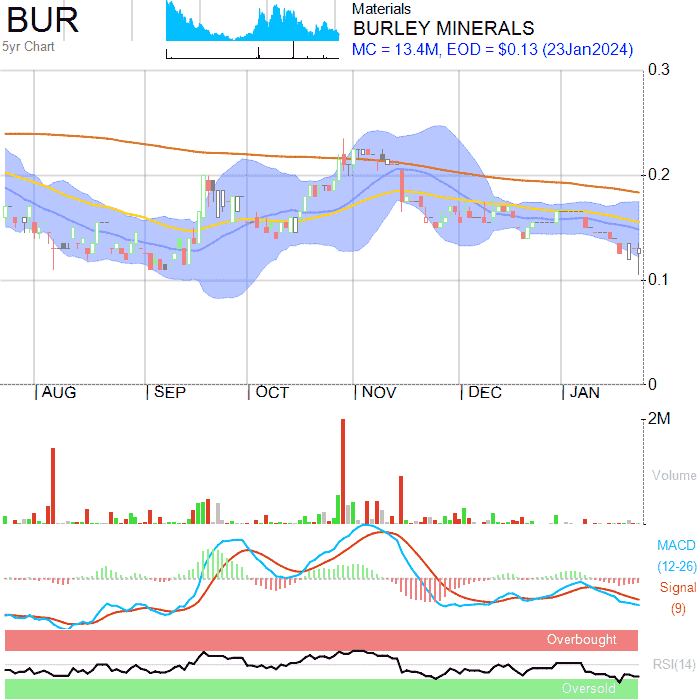 BUR
5yr Chart
Materials
BURLEY MINERALS
MC = 13.4M, EOD = $0.13 (23Jan2024)
0.3
0.2
0.1
0
AUG SEP OCT NOV DEC JAN
2M
Volume
MACD
(12-26)
Signal
(9)
Overbought
RSI(14)
Oversold